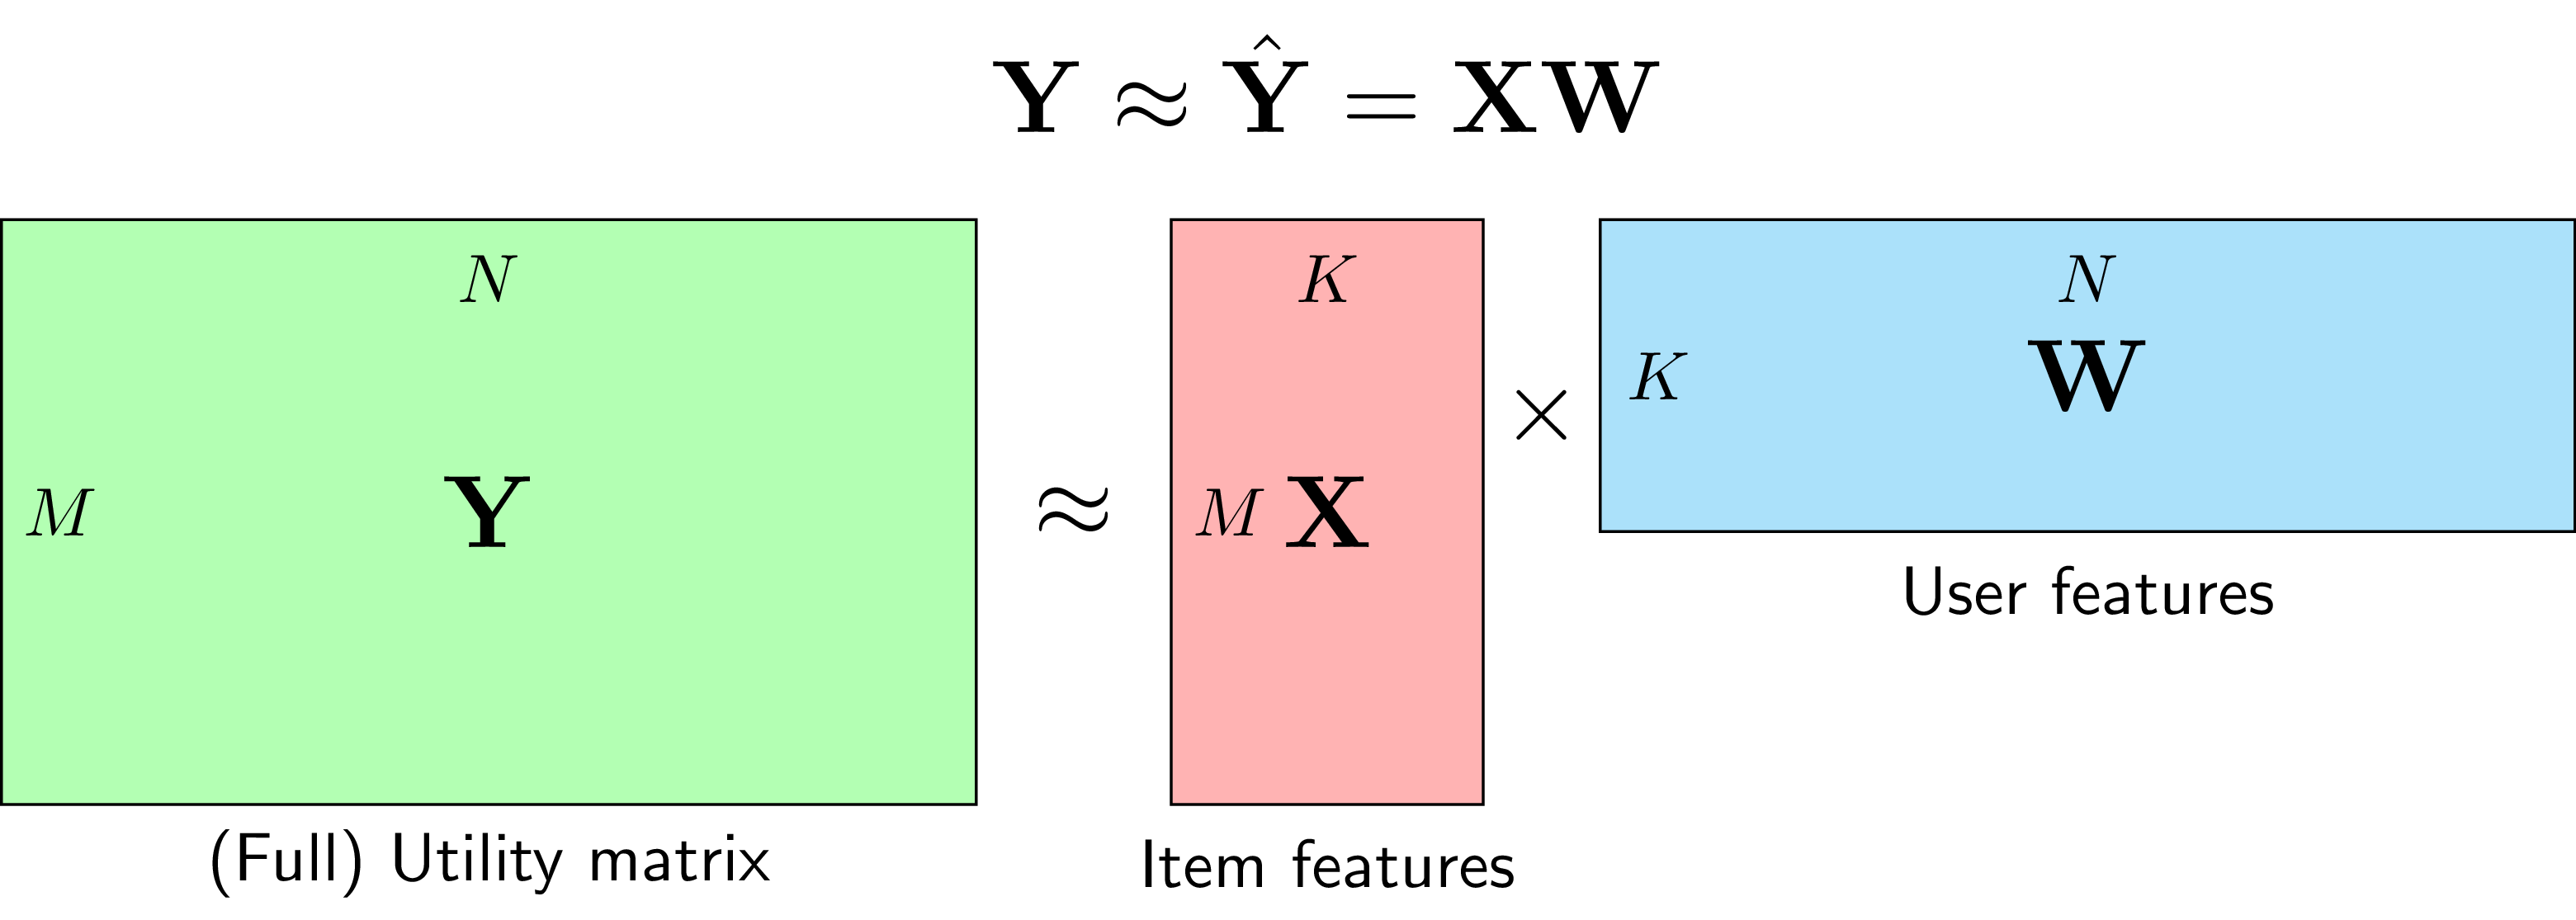 Y ≈ Ŷ = XW
N
M
Y
(Full) Utility matrix
≈
K
M X
Item features
×
N
K
W
User features